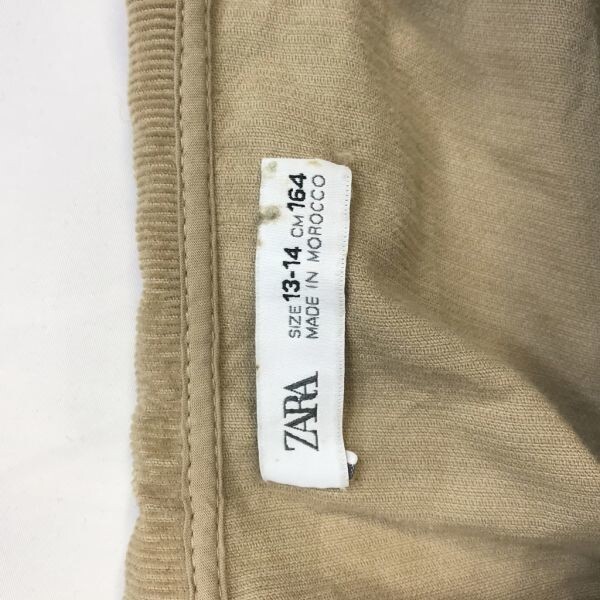 ZARA
SIZE 13-14 CM 164
MADE IN MOROCCO